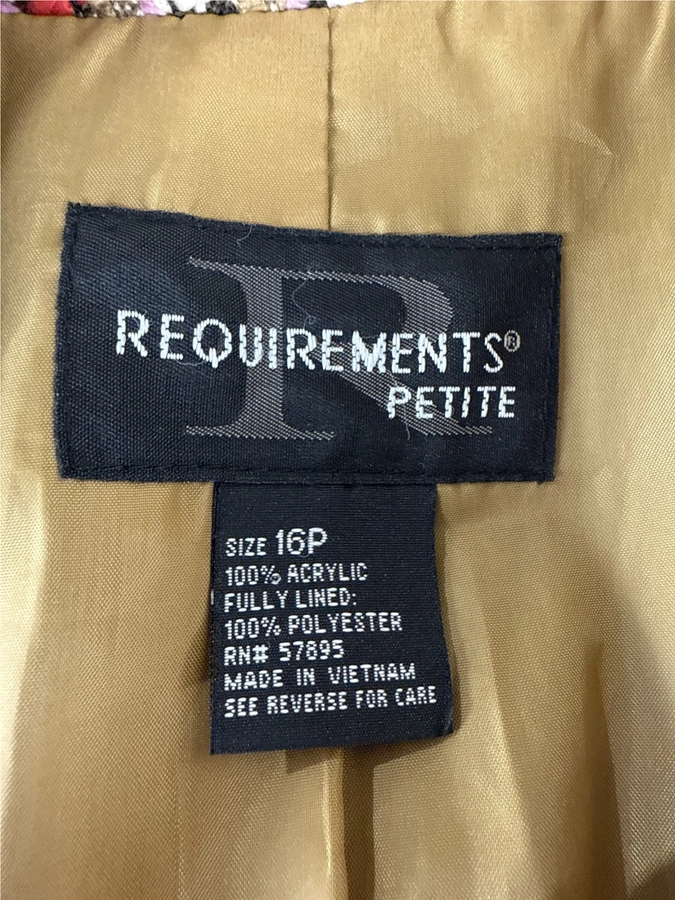 R
REQUIREMENTS®
PETITE
SIZE 16P
100% ACRYLIC
FULLY LINED:
100% POLYESTER
RN# 57895
MADE IN VIETNAM
SEE REVERSE FOR CARE